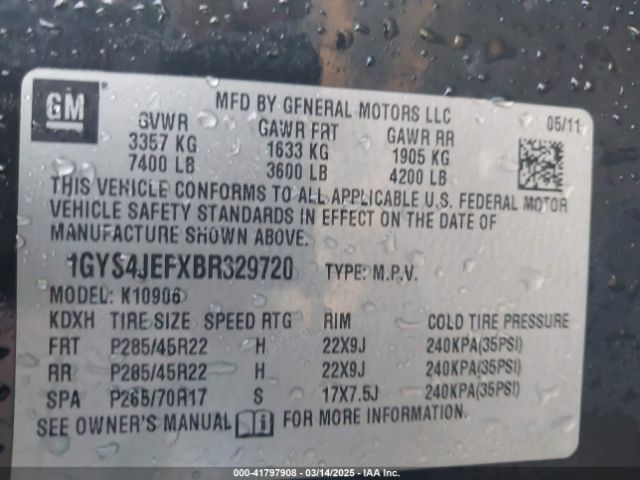 GM ®
MFD BY GENERAL MOTORS LLC
05/11
GVWR GAWR FRT GAWR RR
3357 KG 1633 KG 1905 KG
7400 LB 3600 LB 4200 LB
THIS VEHICLE CONFORMS TO ALL APPLICABLE U.S. FEDERAL MOTOR
VEHICLE SAFETY STANDARDS IN EFFECT ON THE DATE OF
MANUFACTURE SHOWN ABOVE.
1GYS4JEFXBR329720 TYPE: M.P.V.
MODEL: K10906
KDXH TIRE SIZE SPEED RTG RIM COLD TIRE PRESSURE
FRT P285/45R22 H 22X9J 240KPA(35PSI)
RR P285/45R22 H 22X9J 240KPA(35PSI)
SPA P265/70R17 S 17X7.5J 240KPA(35PSI)
SEE OWNER'S MANUAL FOR MORE INFORMATION.
000-41797908 - 03/14/2025 - IAA Inc.